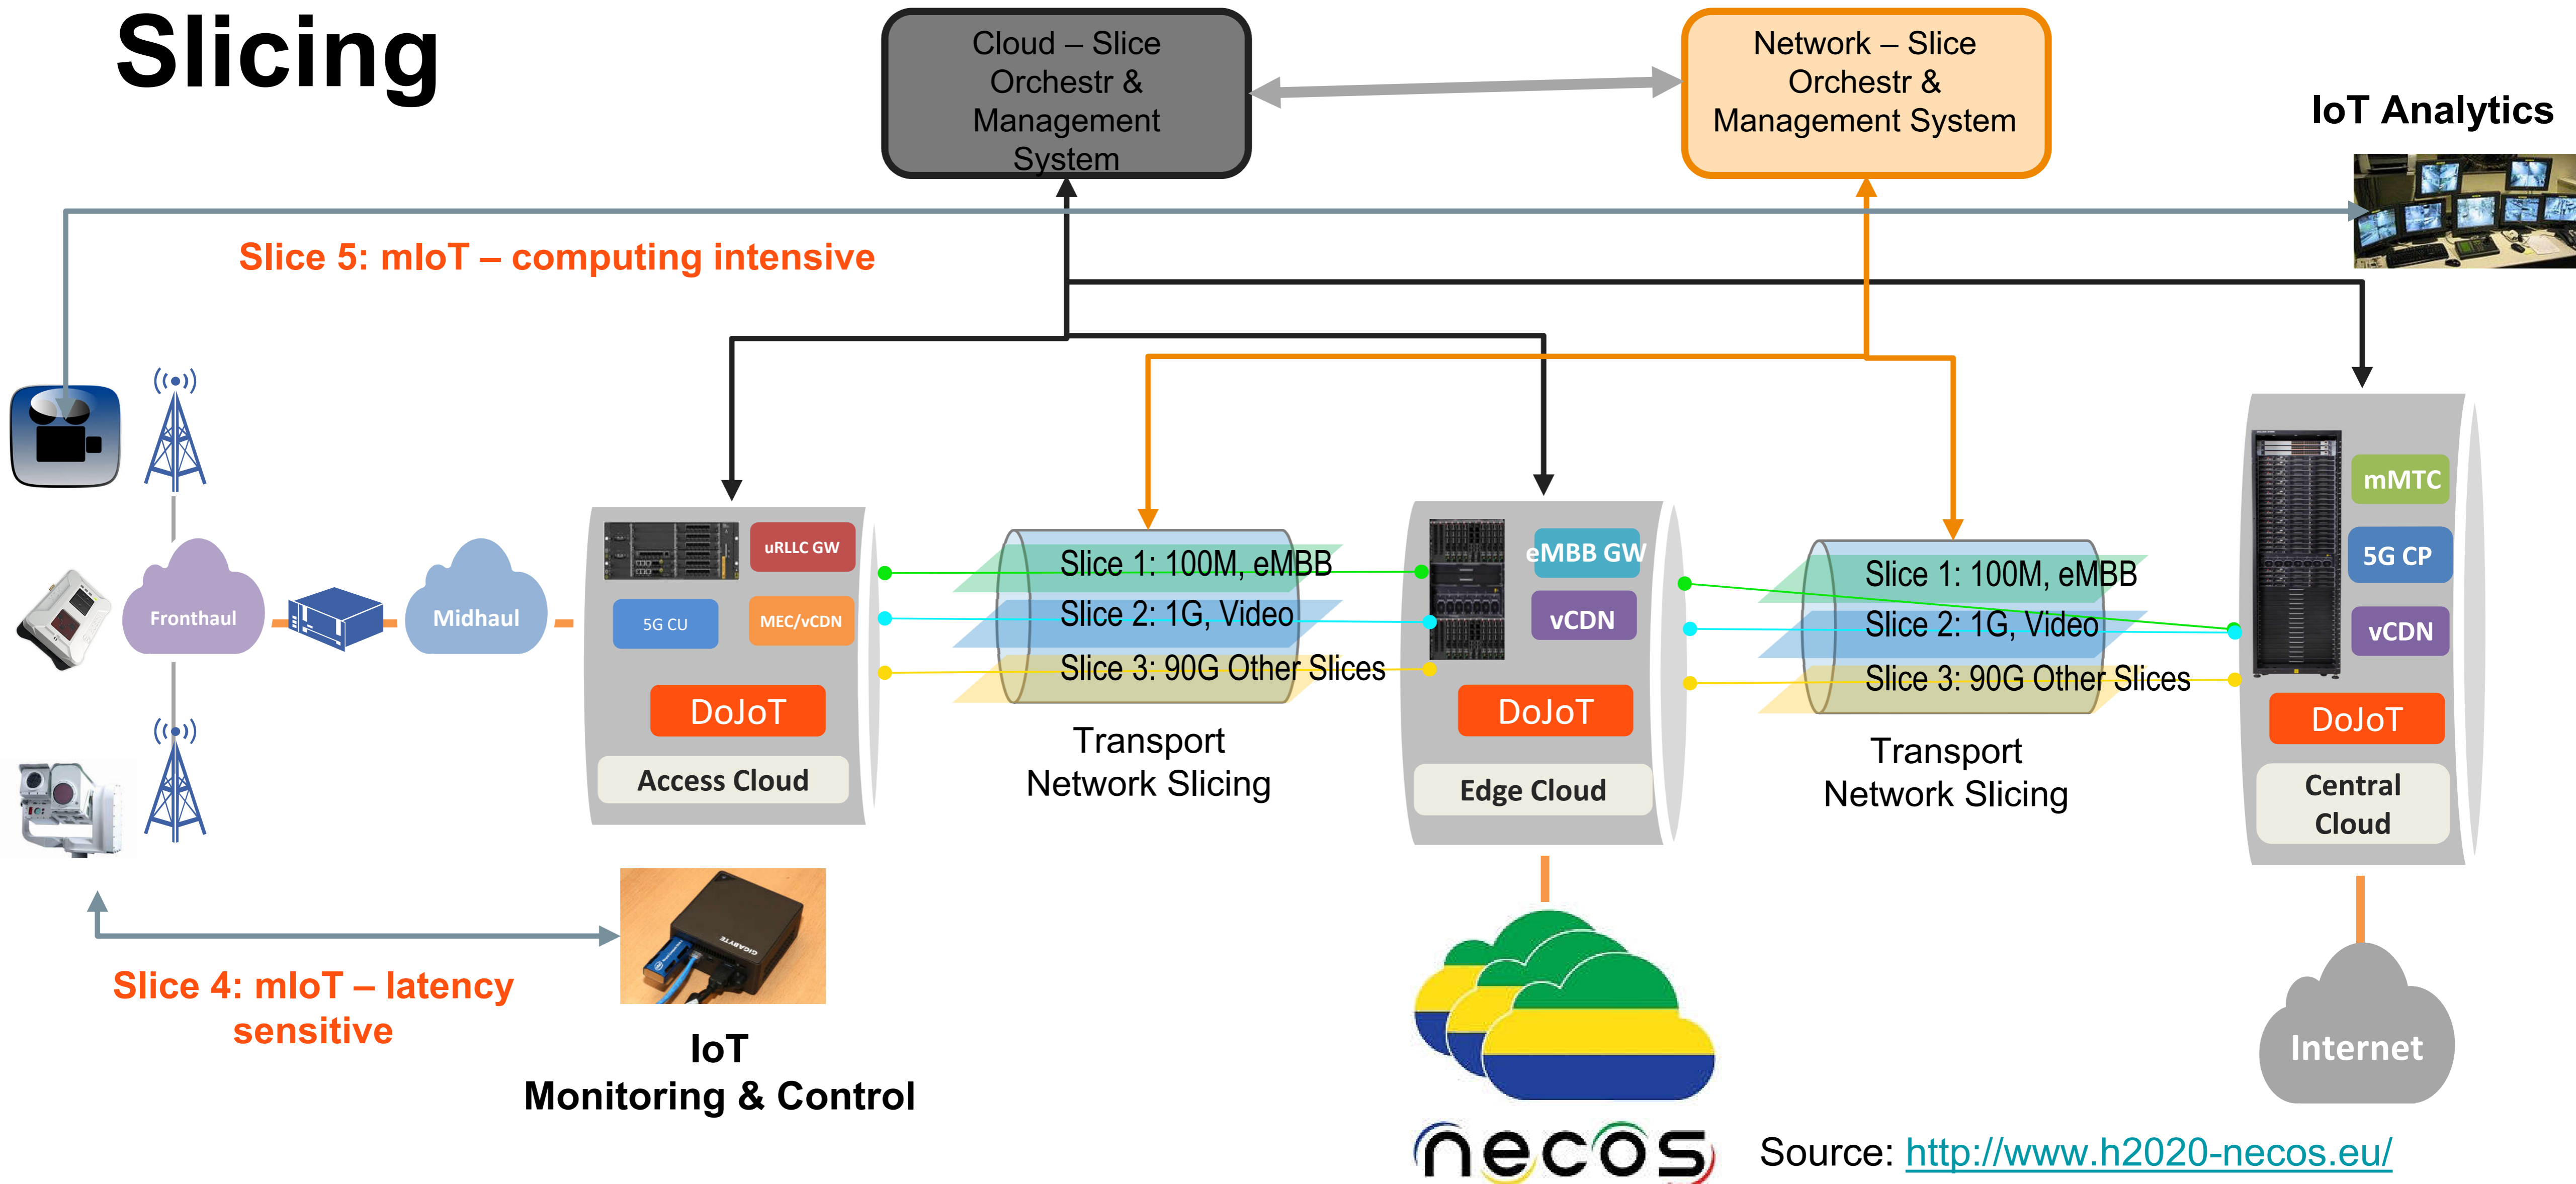 Slicing
Cloud – Slice
Orchestr &
Management
System
Network – Slice
Orchestr &
Management System
IoT Analytics
Slice 5: mIoT – computing intensive
Fronthaul
Midhaul
uRLLC GW
5G CU
MEC/vCDN
DoJoT
Access Cloud
Slice 1: 100M, eMBB
Slice 2: 1G, Video
Slice 3: 90G Other Slices
Transport
Network Slicing
eMBB GW
vCDN
DoJoT
Edge Cloud
Slice 1: 100M, eMBB
Slice 2: 1G, Video
Slice 3: 90G Other Slices
Transport
Network Slicing
mMTC
5G CP
vCDN
DoJoT
Central
Cloud
Slice 4: mIoT – latency
sensitive
GIGABYTE
IoT
Monitoring & Control
Internet
necos
Source: http://www.h2020-necos.eu/